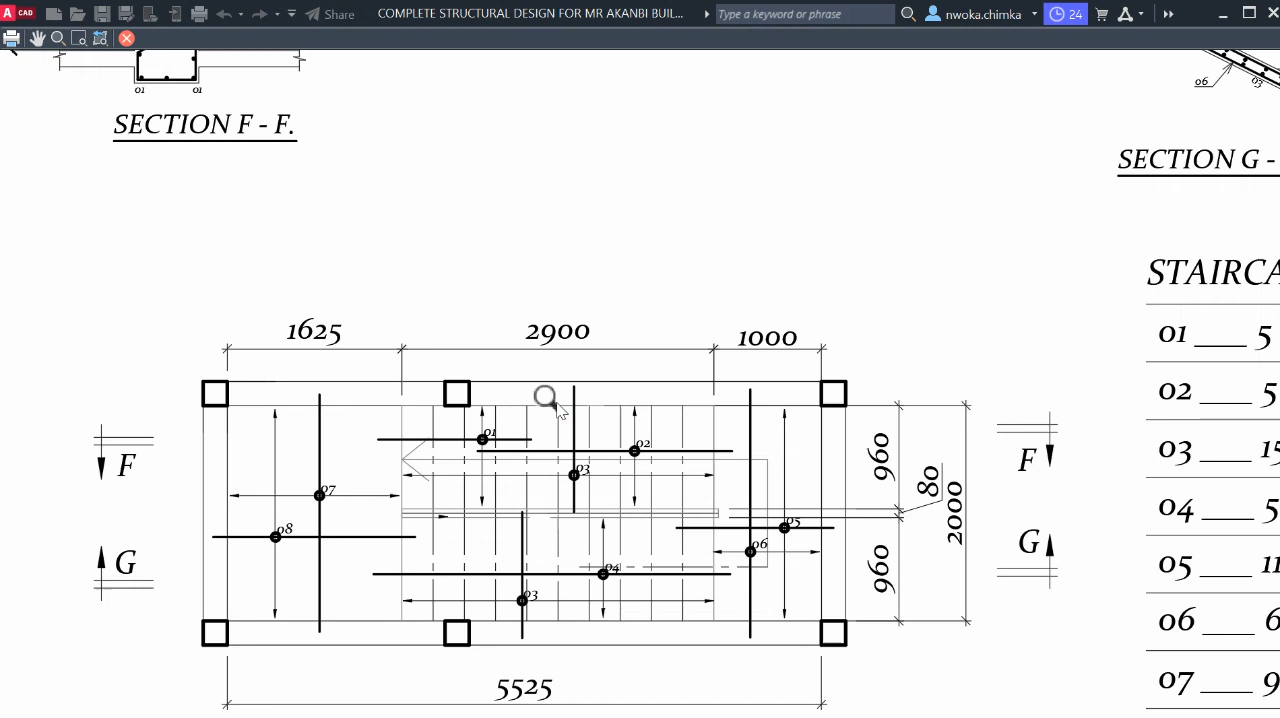 A CAD Share COMPLETE STRUCTURAL DESIGN FOR MR AKANBI BUIL... Type a keyword or phrase nwoka.chimka 24
01 01
SECTION F - F.
06 03
SECTION G -
1625 2900 1000
STAIRCA
01 ___ 5
02 ___ 5
03 ___ 15
04 ___ 5
05 ___ 11
06 ___ 6
07 ___ 9
F F
G G
01
02
03
07
08
05
06
04
03
960
80
2000
960
5525